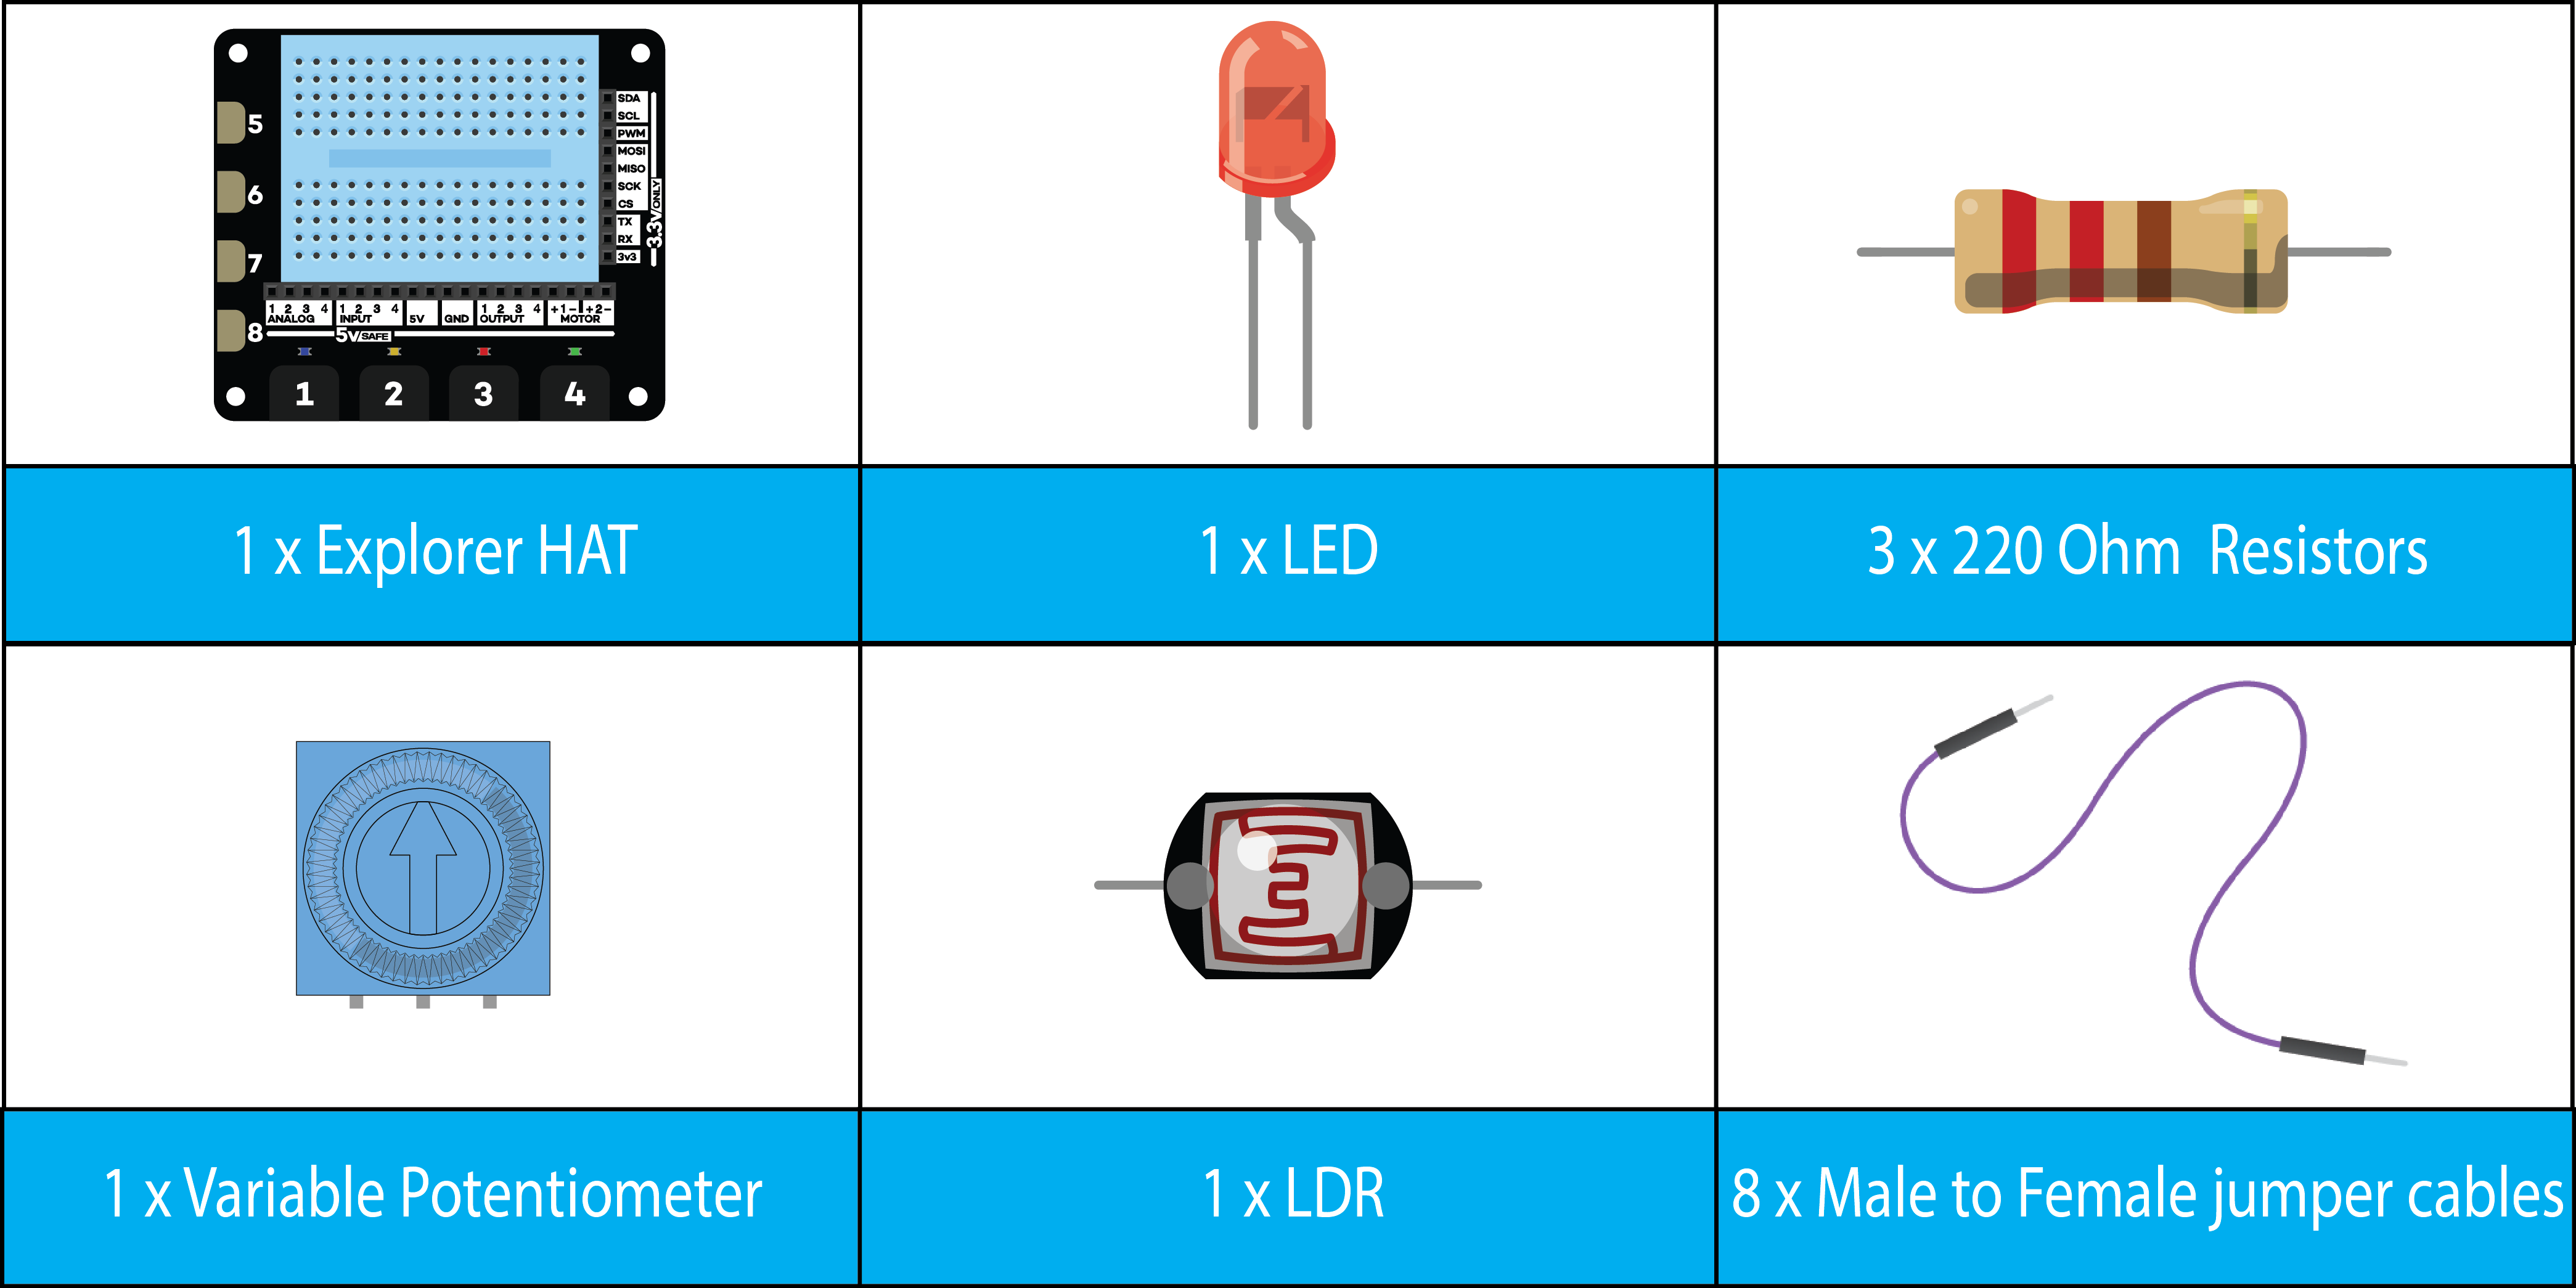 5
6
7
8
SDA
SCL
PWM
MOSI
MISO
SCK
CS
TX
RX
3v3
3.3V/ONLY
1 2 3 4 1 2 3 4 5V GND 1 2 3 4 +1- +2-
ANALOG INPUT OUTPUT MOTOR
5V/SAFE
1 2 3 4
1 x Explorer HAT
1 x LED
3 x 220 Ohm Resistors
1 x Variable Potentiometer
1 x LDR
8 x Male to Female jumper cables